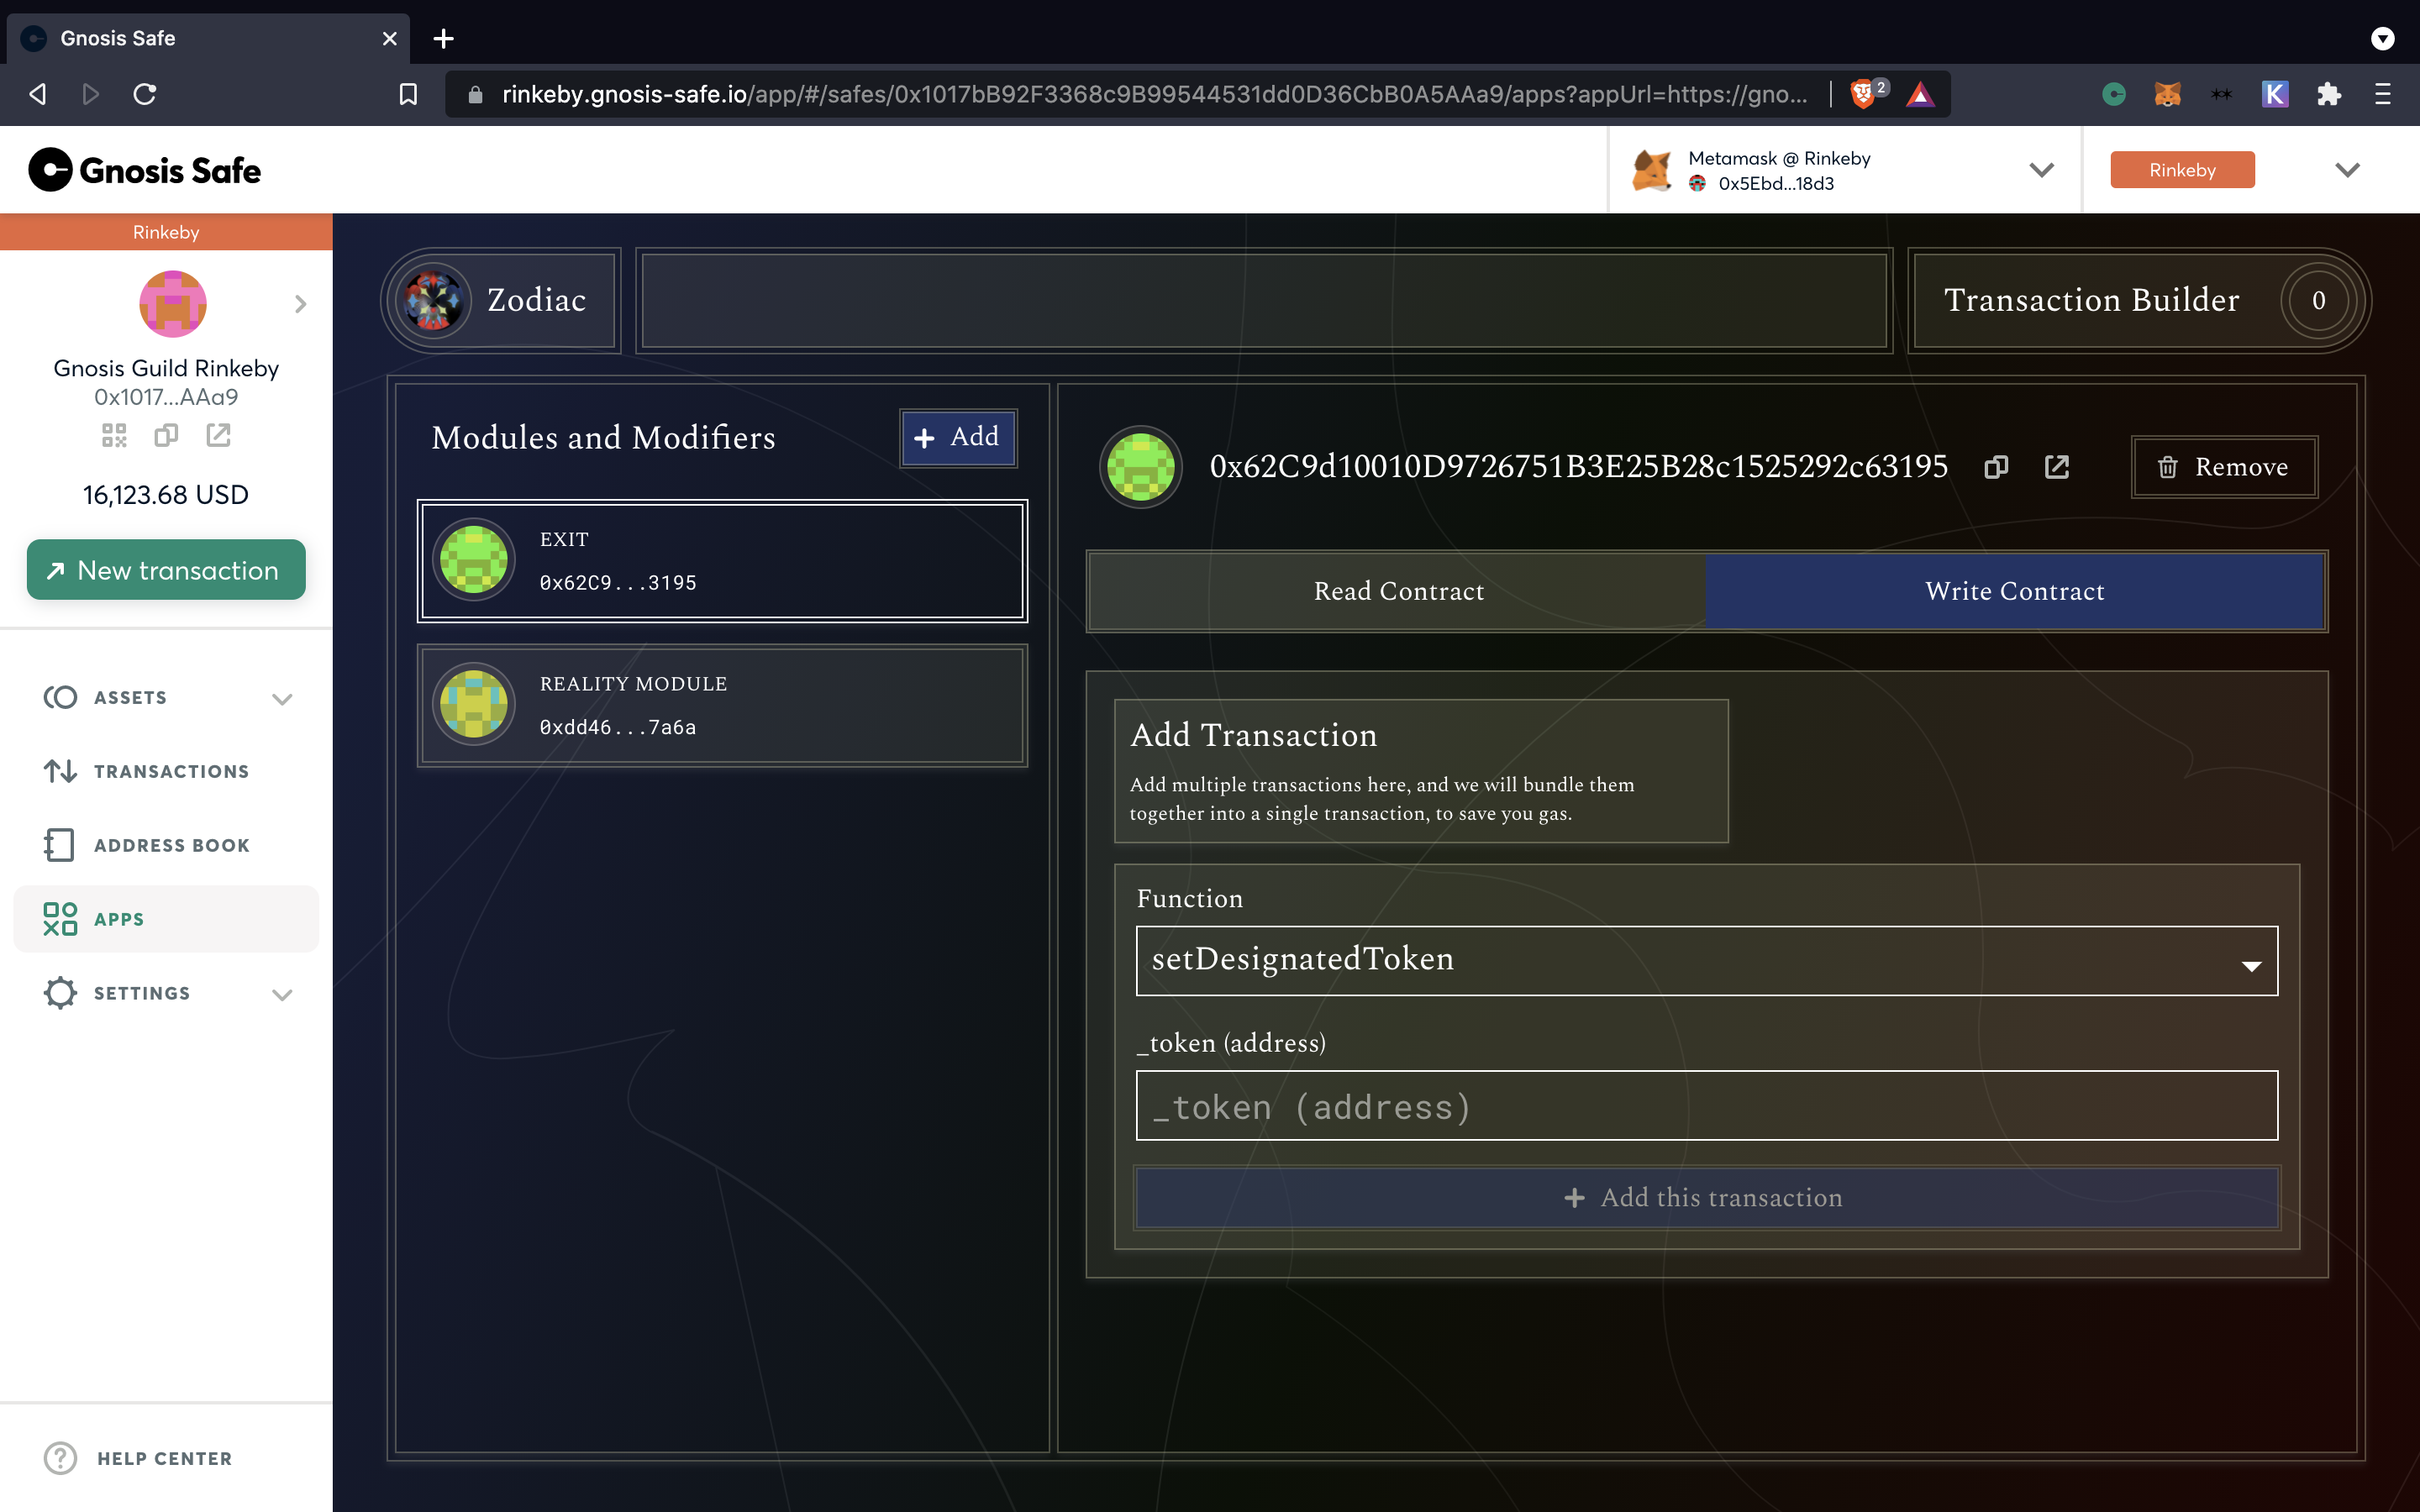 Gnosis Safe
rinkeby.gnosis-safe.io/app/#/safes/0x1017bB92F3368c9B99544531dd0D36CbB0A5AAa9/apps?appUrl=https://gno...
2
K
Gnosis Safe
Metamask @ Rinkeby
0x5Ebd...18d3
Rinkeby
Rinkeby
Gnosis Guild Rinkeby
0x1017...AAa9
16,123.68 USD
New transaction
ASSETS
TRANSACTIONS
ADDRESS BOOK
APPS
SETTINGS
HELP CENTER
Zodiac
Transaction Builder
0
Modules and Modifiers
+ Add
EXIT
0x62C9...3195
REALITY MODULE
0xdd46...7a6a
0x62C9d10010D9726751B3E25B28c1525292c63195
Remove
Read Contract
Write Contract
Add Transaction
Add multiple transactions here, and we will bundle them
together into a single transaction, to save you gas.
Function
setDesignatedToken
_token (address)
_token (address)
+ Add this transaction